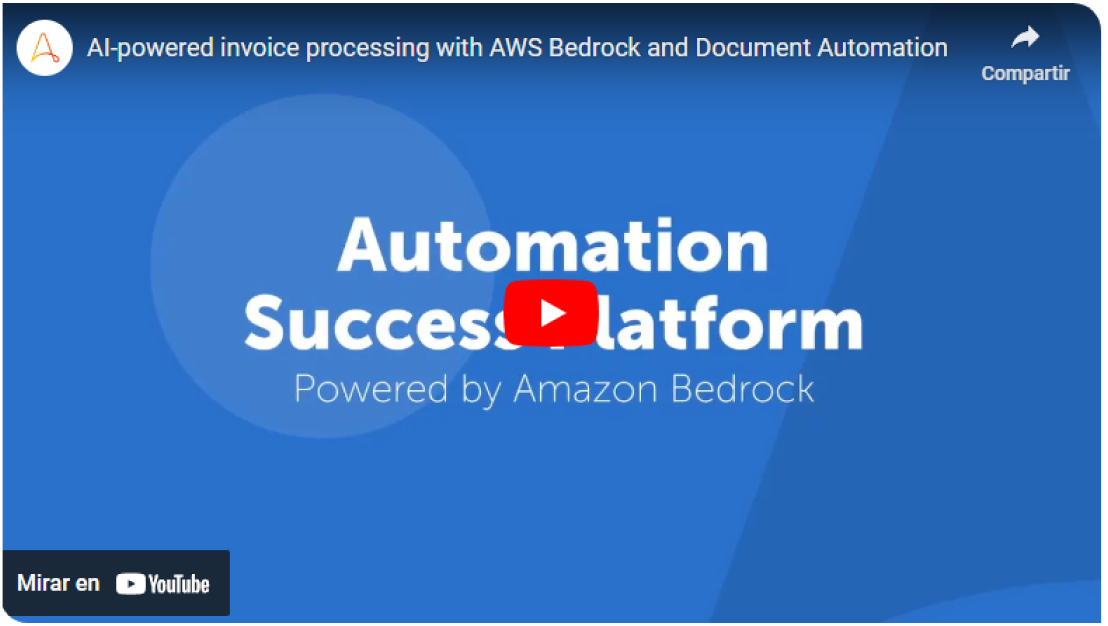 AI-powered invoice processing with AWS Bedrock and Document Automation
Compartir
Automation
Success Platform
Powered by Amazon Bedrock
Mirar en YouTube